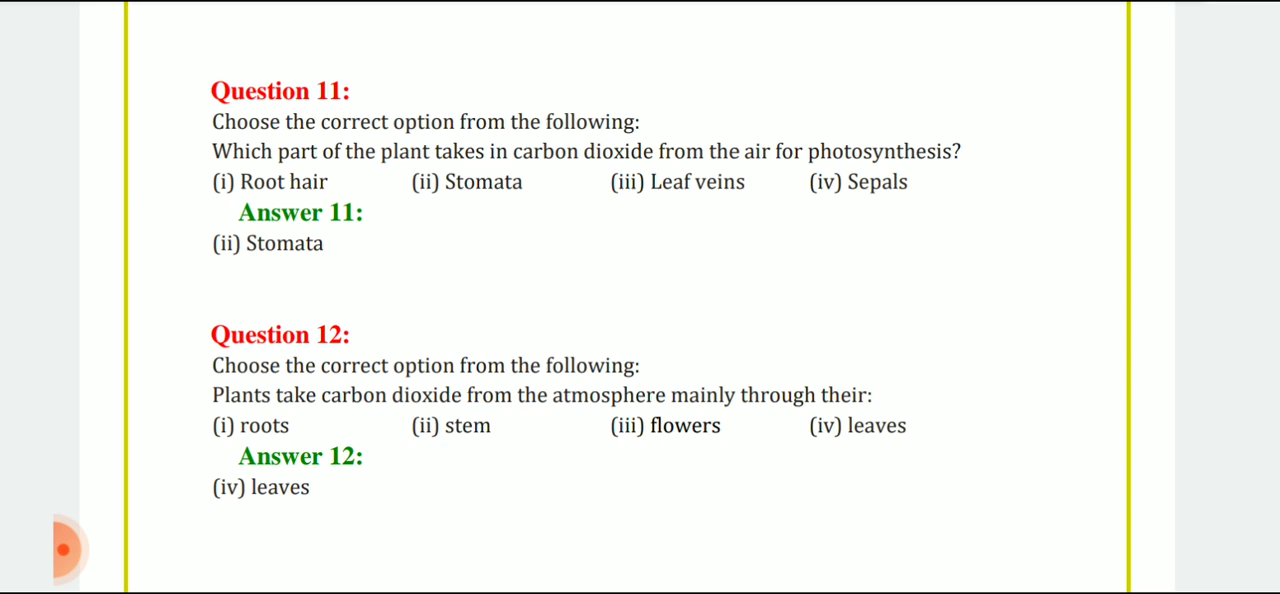 Question 11:
Choose the correct option from the following:
Which part of the plant takes in carbon dioxide from the air for photosynthesis?
(i) Root hair (ii) Stomata (iii) Leaf veins (iv) Sepals
Answer 11:
(ii) Stomata
Question 12:
Choose the correct option from the following:
Plants take carbon dioxide from the atmosphere mainly through their:
(i) roots (ii) stem (iii) flowers (iv) leaves
Answer 12:
(iv) leaves